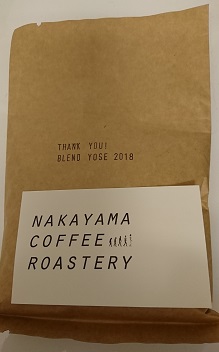 THANK YOU!
BLEND YOSE 2018
NAKAYAMA
COFFEE
ROASTERY